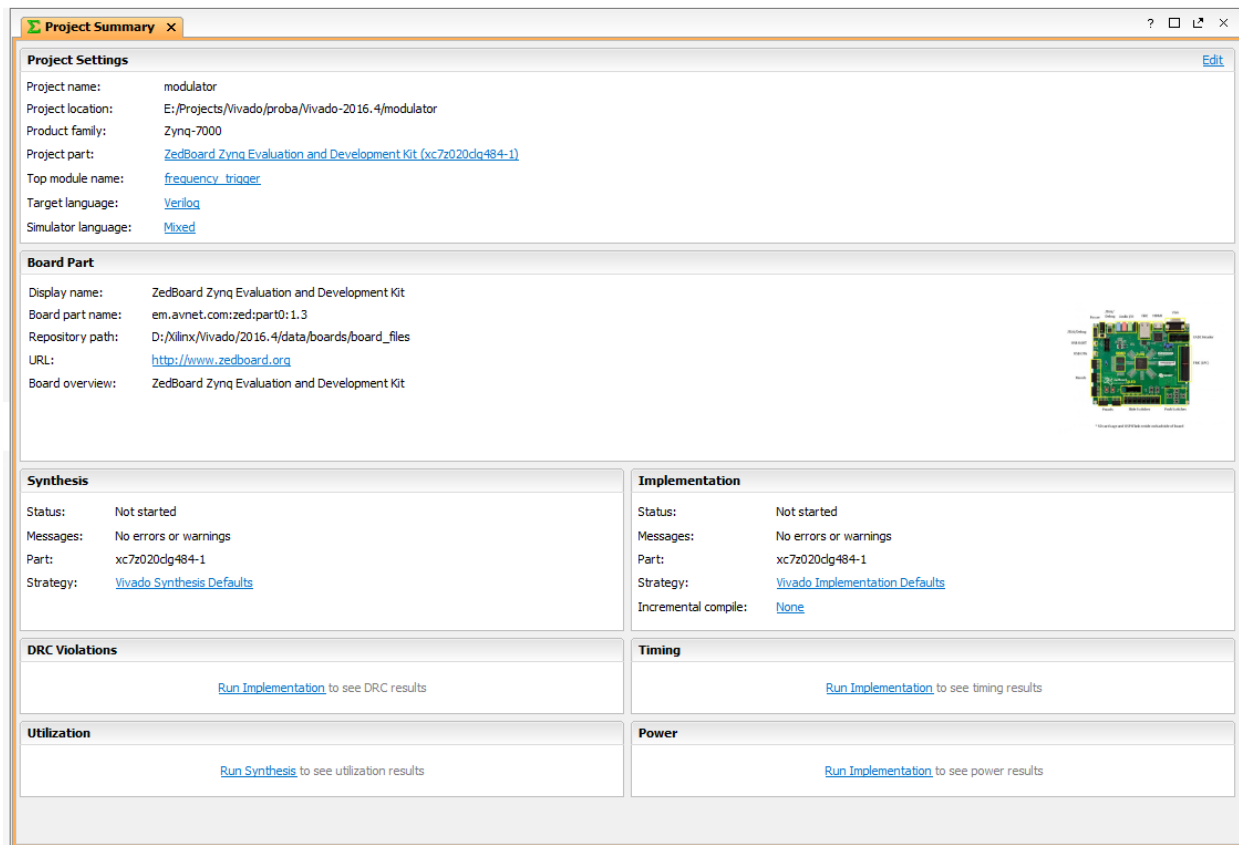 Project Summary
Project Settings Edit
Project name: modulator
Project location: E:/Projects/Vivado/proba/Vivado-2016.4/modulator
Product family: Zynq-7000
Project part: ZedBoard Zynq Evaluation and Development Kit (xc7z020clg484-1)
Top module name: frequency_trigger
Target language: Verilog
Simulator language: Mixed
Board Part
Display name: ZedBoard Zynq Evaluation and Development Kit
Board part name: em.avnet.com:zed:part0:1.3
Repository path: D:/Xilinx/Vivado/2016.4/data/boards/board_files
URL: http://www.zedboard.org
Board overview: ZedBoard Zynq Evaluation and Development Kit
Synthesis
Status: Not started
Messages: No errors or warnings
Part: xc7z020clg484-1
Strategy: Vivado Synthesis Defaults
Implementation
Status: Not started
Messages: No errors or warnings
Part: xc7z020clg484-1
Strategy: Vivado Implementation Defaults
Incremental compile: None
DRC Violations
Run Implementation to see DRC results
Timing
Run Implementation to see timing results
Utilization
Run Synthesis to see utilization results
Power
Run Implementation to see power results